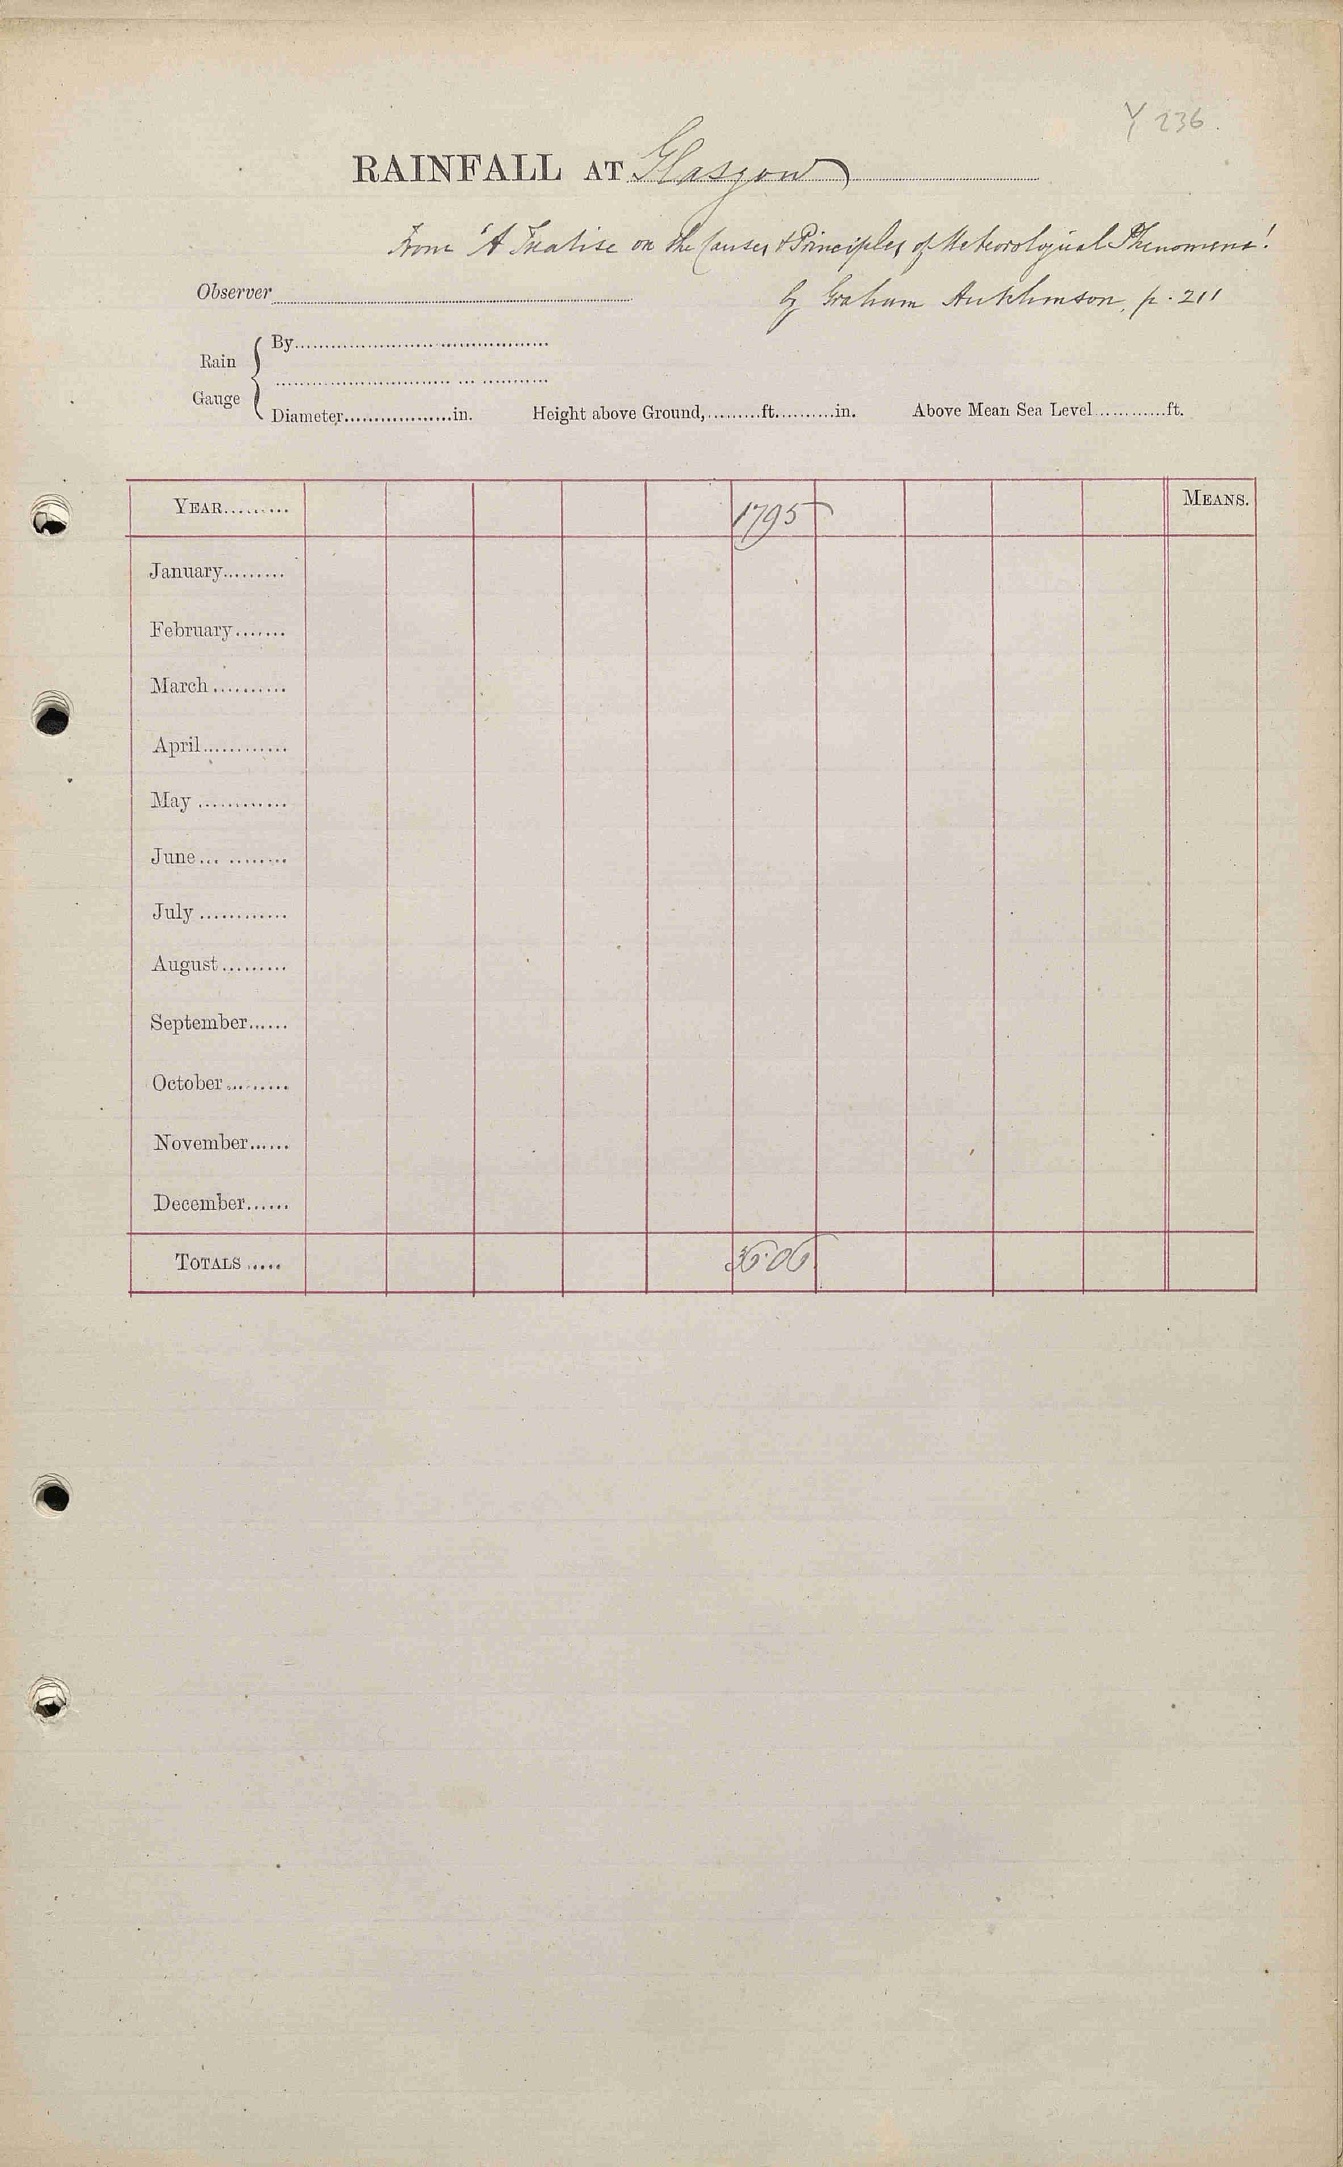 Y 236.
RAINFALL AT Glasgow
From 'A Treatise on the Causes & Principles of Meteorological Phenomena'
Observer
by Graham Hutchinson, p. 211
Rain Gauge
By
Diameter in. Height above Ground, ft. in. Above Mean Sea Level ft.
YEAR 1795 MEANS.
January
February
March
April
May
June
July
August
September
October
November
December
TOTALS 36.06